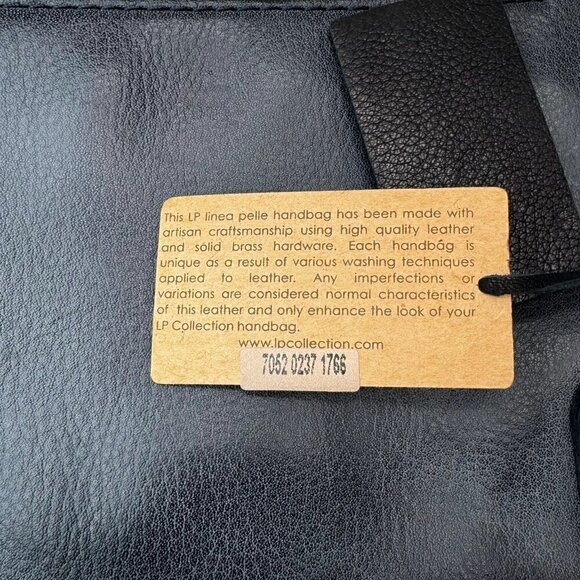 This LP linea pelle handbag has been made with
artisan craftsmanship using high quality leather
and solid brass hardware. Each handbag is
unique as a result of various washing techniques
applied to leather. Any imperfections or
variations are considered normal characteristics
of this leather and only enhance the look of your
LP Collection handbag.
www.lpcollection.com
7052 0237 1766